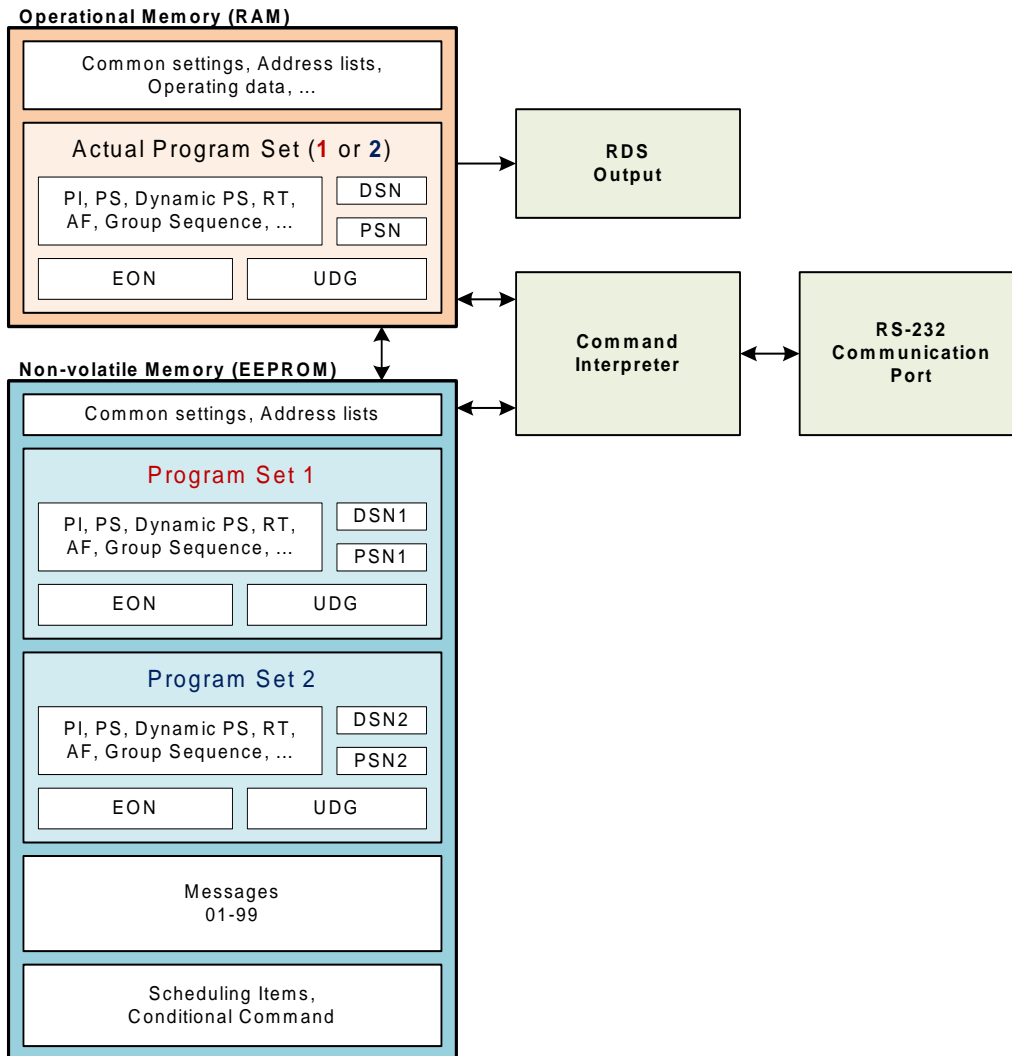 Operational Memory (RAM)
Common settings, Address lists,
Operating data, ...
Actual Program Set (1 or 2)
PI, PS, Dynamic PS, RT,
AF, Group Sequence, ...
DSN
PSN
EON
UDG
RDS
Output
Command
Interpreter
RS-232
Communication
Port
Non-volatile Memory (EEPROM)
Common settings, Address lists
Program Set 1
PI, PS, Dynamic PS, RT,
AF, Group Sequence, ...
DSN1
PSN1
EON
UDG
Program Set 2
PI, PS, Dynamic PS, RT,
AF, Group Sequence, ...
DSN2
PSN2
EON
UDG
Messages
01-99
Scheduling Items,
Conditional Command